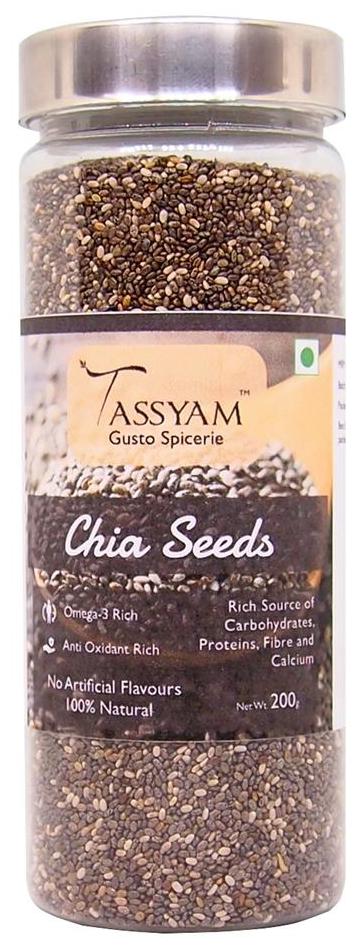 TASSYAM™
Gusto Spicerie
Chia Seeds
Omega-3 Rich
Anti Oxidant Rich
No Artificial Flavours
100% Natural
Rich Source of
Carbohydrates,
Proteins, Fibre and
Calcium
Net Wt. 200g